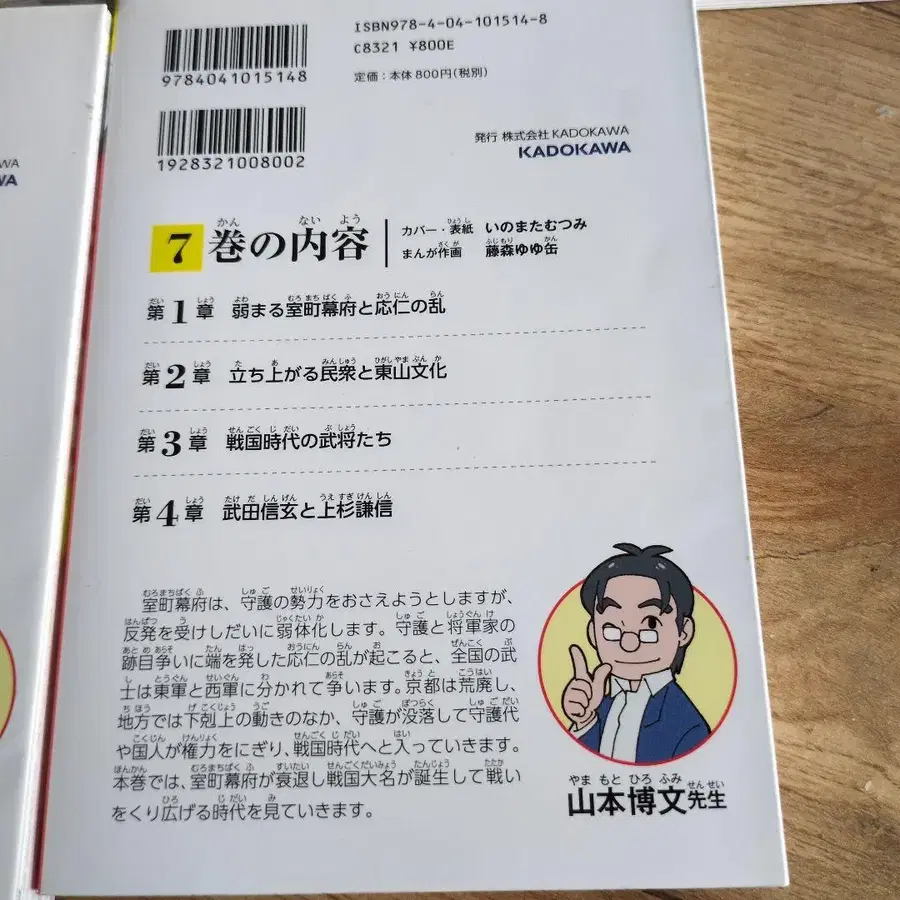 ISBN978-4-04-101514-8
C8321 ¥800E
定価：本体800円(税別)
9784041015148
1928321008002
発行 株式会社KADOKAWA
KADOKAWA
WA
WA
7巻の内容
カバー・表紙 いのまたむつみ
まんが作画 藤森ゆゆ缶
第1章 弱まる室町幕府と応仁の乱
第2章 立ち上がる民衆と東山文化
第3章 戦国時代の武将たち
第4章 武田信玄と上杉謙信
室町幕府は、守護の勢力をおさえようとしますが、
反発を受けしだいに弱体化します。守護と将軍家の
跡目争いに端を発した応仁の乱が起こると、全国の武
士は東軍と西軍に分かれて争います。京都は荒廃し、
地方では下剋上の動きのなか、守護が没落して守護代
や国人が権力をにぎり、戦国時代へと入っていきます。
本巻では、室町幕府が衰退し戦国大名が誕生して戦い
をくり広げる時代を見ていきます。
山本博文先生